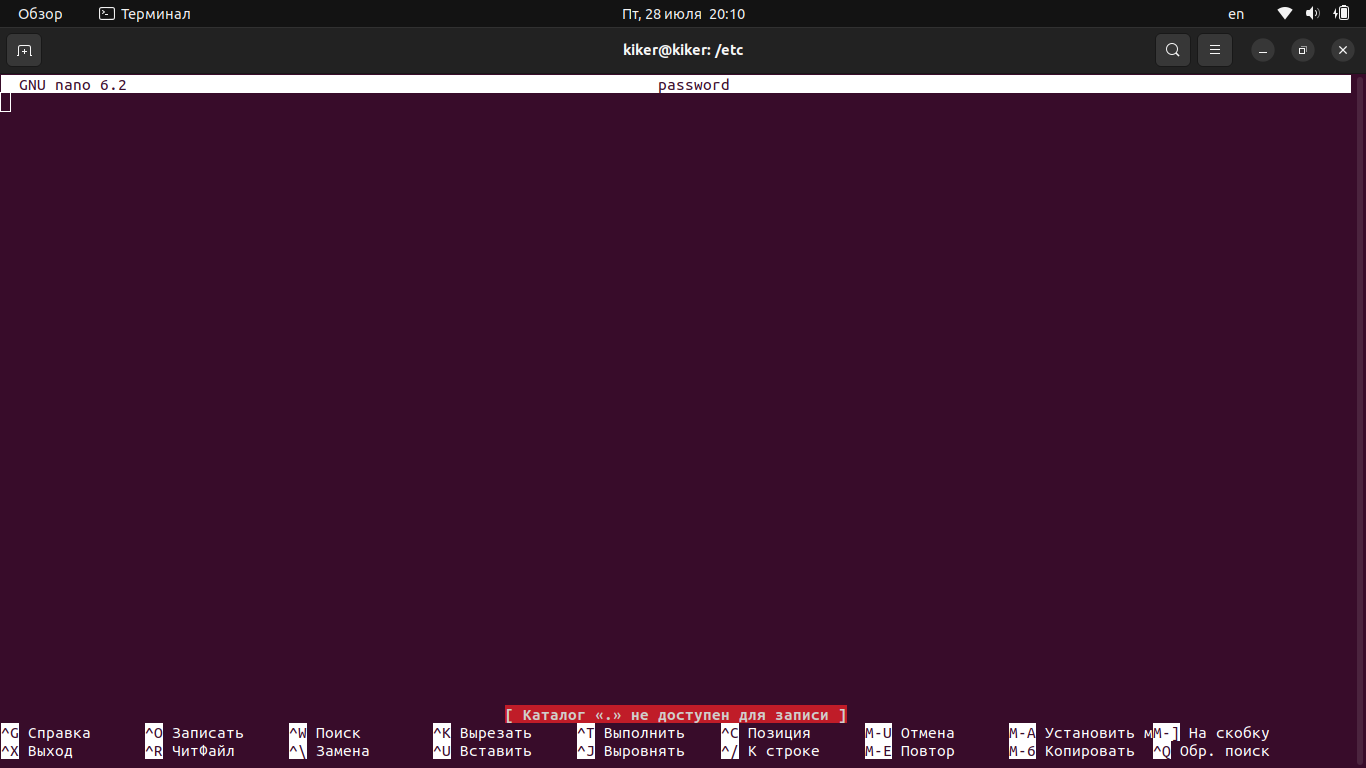 Обзор Терминал Пт, 28 июля 20:10 en
kiker@kiker: /etc
GNU nano 6.2 password
[ Каталог «.» не доступен для записи ]
^G Справка ^O Записать ^W Поиск ^K Вырезать ^T Выполнить ^C Позиция M-U Отмена M-A Установить мM-] На скобку
^X Выход ^R ЧитФайл ^\ Замена ^U Вставить ^J Выровнять ^/ К строке M-E Повтор M-6 Копировать ^Q Обр. поиск